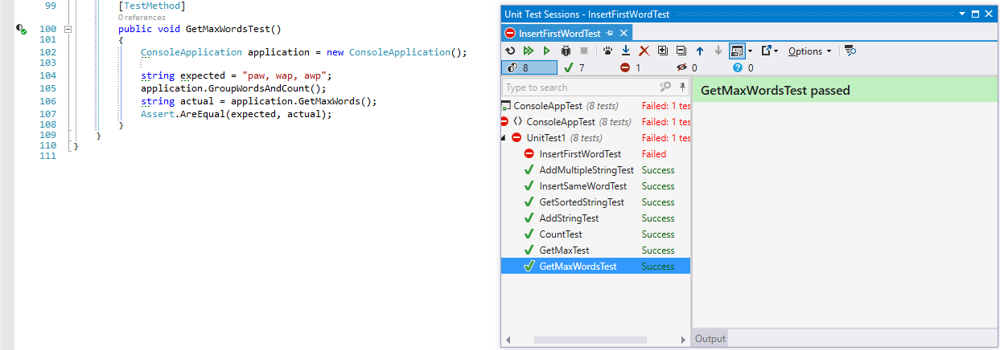 99 [TestMethod]
0 references
100 public void GetMaxWordsTest()
101 {
102 ConsoleApplication application = new ConsoleApplication();
103
104 string expected = "paw, wap, awp";
105 application.GroupWordsAndCount();
106 string actual = application.GetMaxWords();
107 Assert.AreEqual(expected, actual);
108 }
109 }
110 }
111
Unit Test Sessions - InsertFirstWordTest
InsertFirstWordTest
Options
8 7 1 0 0
Type to search
ConsoleAppTest (8 tests) Failed: 1 tes
<> ConsoleAppTest (8 tests) Failed: 1 tes
UnitTest1 (8 tests) Failed: 1 tes
InsertFirstWordTest Failed
AddMultipleStringTest Success
InsertSameWordTest Success
GetSortedStringTest Success
AddStringTest Success
CountTest Success
GetMaxTest Success
GetMaxWordsTest Success
GetMaxWordsTest passed
Output